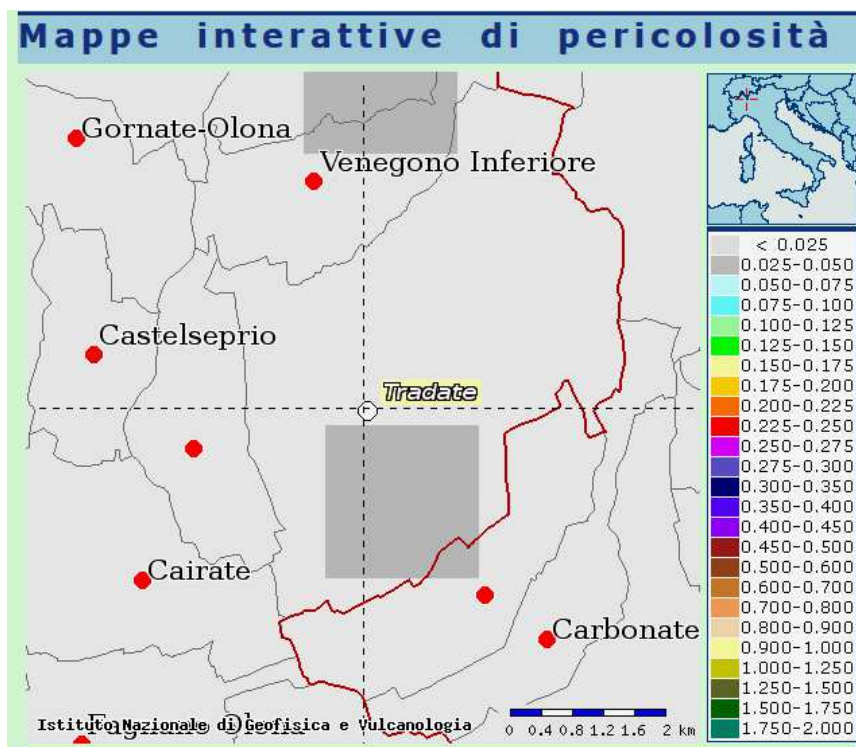 Mappe interattive di pericolosità
Gornate-Olona
Venegono Inferiore
Castelseprio
Tradate
Cairate
Carbonate
Fagnano Olona
Istituto Nazionale di Geofisica e Vulcanologia
0 0.4 0.8 1.2 1.6 2 km
< 0.025
0.025-0.050
0.050-0.075
0.075-0.100
0.100-0.125
0.125-0.150
0.150-0.175
0.175-0.200
0.200-0.225
0.225-0.250
0.250-0.275
0.275-0.300
0.300-0.350
0.350-0.400
0.400-0.450
0.450-0.500
0.500-0.600
0.600-0.700
0.700-0.800
0.800-0.900
0.900-1.000
1.000-1.250
1.250-1.500
1.500-1.750
1.750-2.000